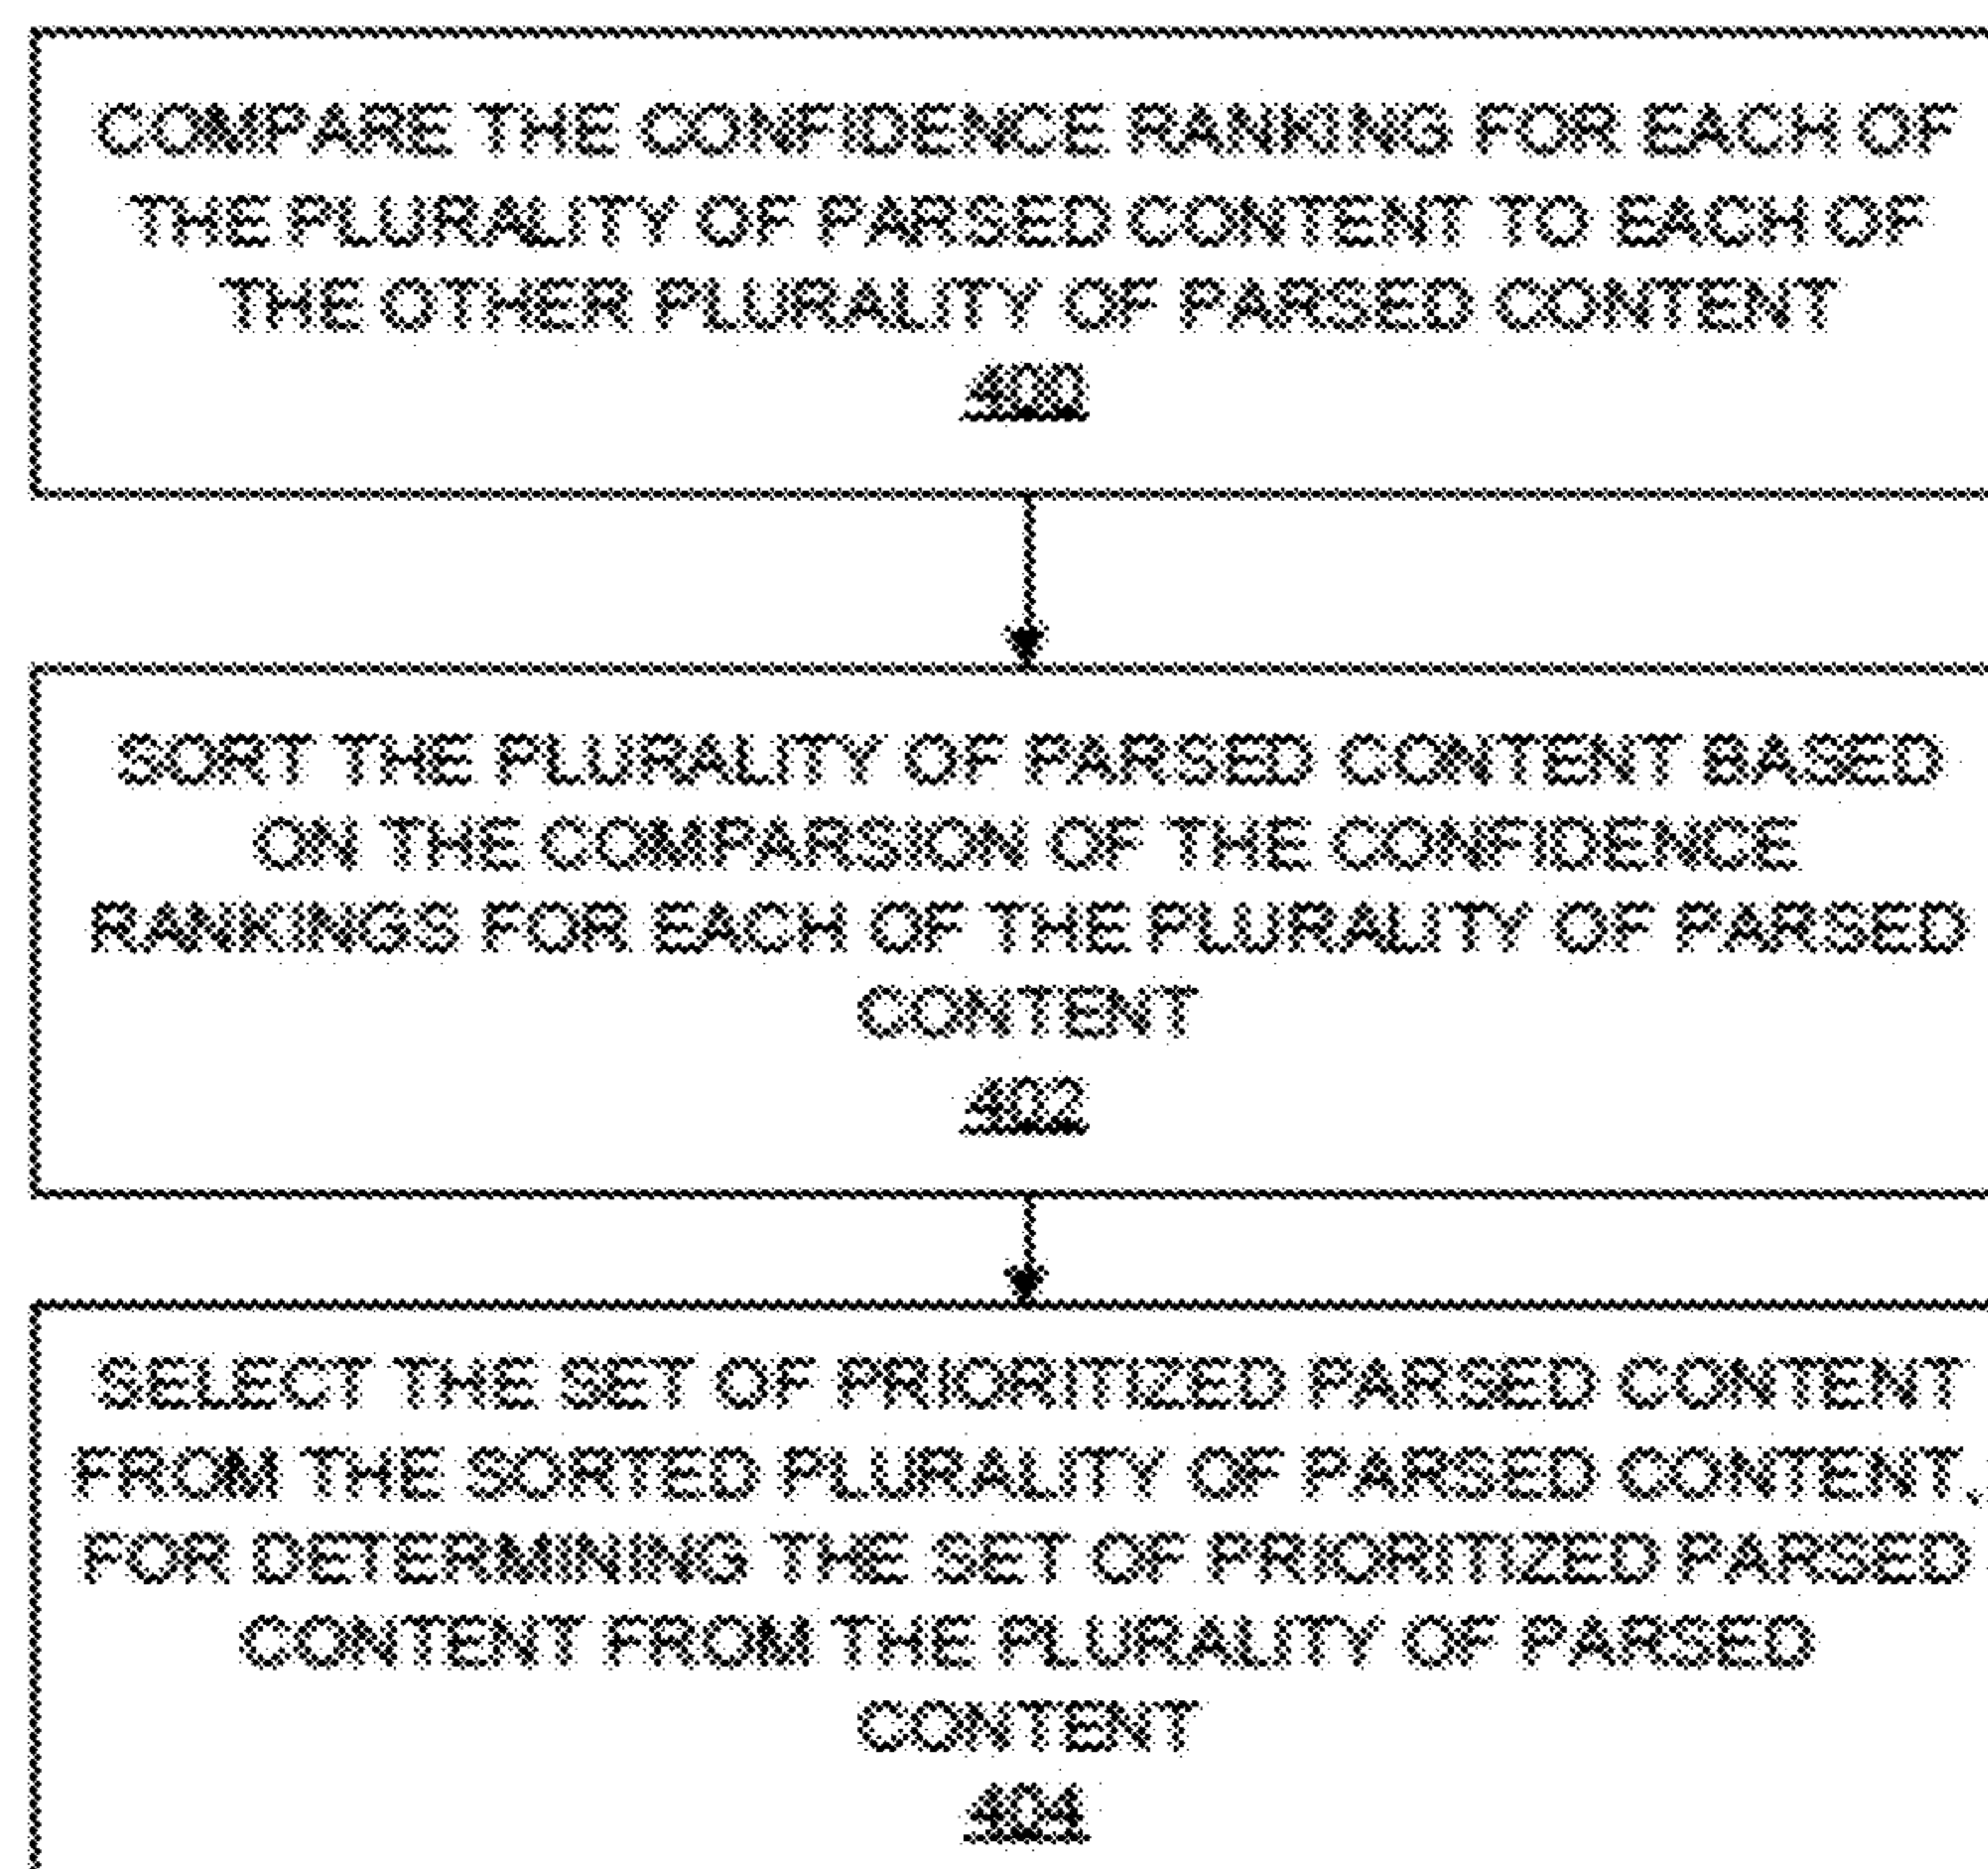 COMPARE THE CONFIDENCE RANKING FOR EACH OF
THE PLURALITY OF PARSED CONTENT TO EACH OF
THE OTHER PLURALITY OF PARSED CONTENT
400
SORT THE PLURALITY OF PARSED CONTENT BASED
ON THE COMPARSION OF THE CONFIDENCE
RANKINGS FOR EACH OF THE PLURALITY OF PARSED
CONTENT
402
SELECT THE SET OF PRIORITIZED PARSED CONTENT
FROM THE SORTED PLURALITY OF PARSED CONTENT,
FOR DETERMINING THE SET OF PRIORITIZED PARSED
CONTENT FROM THE PLURALITY OF PARSED
CONTENT
404